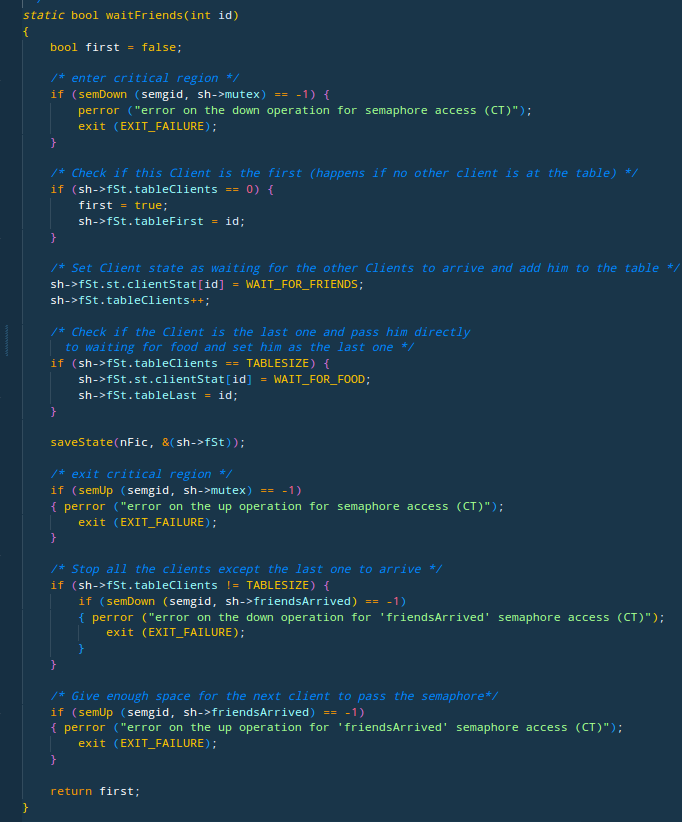 static bool waitFriends(int id)
{
    bool first = false;

    /* enter critical region */
    if (semDown (semgid, sh->mutex) == -1) {
        perror ("error on the down operation for semaphore access (CT)");
        exit (EXIT_FAILURE);
    }

    /* Check if this Client is the first (happens if no other client is at the table) */
    if (sh->fSt.tableClients == 0) {
        first = true;
        sh->fSt.tableFirst = id;
    }

    /* Set Client state as waiting for the other Clients to arrive and add him to the table */
    sh->fSt.st.clientStat[id] = WAIT_FOR_FRIENDS;
    sh->fSt.tableClients++;

    /* Check if the Client is the last one and pass him directly
      to waiting for food and set him as the last one */
    if (sh->fSt.tableClients == TABLESIZE) {
        sh->fSt.st.clientStat[id] = WAIT_FOR_FOOD;
        sh->fSt.tableLast = id;
    }

    saveState(nFic, &(sh->fSt));

    /* exit critical region */
    if (semUp (semgid, sh->mutex) == -1)
    { perror ("error on the up operation for semaphore access (CT)");
        exit (EXIT_FAILURE);
    }

    /* Stop all the clients except the last one to arrive */
    if (sh->fSt.tableClients != TABLESIZE) {
        if (semDown (semgid, sh->friendsArrived) == -1)
        { perror ("error on the down operation for 'friendsArrived' semaphore access (CT)");
            exit (EXIT_FAILURE);
        }
    }

    /* Give enough space for the next client to pass the semaphore*/
    if (semUp (semgid, sh->friendsArrived) == -1)
    { perror ("error on the up operation for 'friendsArrived' semaphore access (CT)");
        exit (EXIT_FAILURE);
    }

    return first;
}